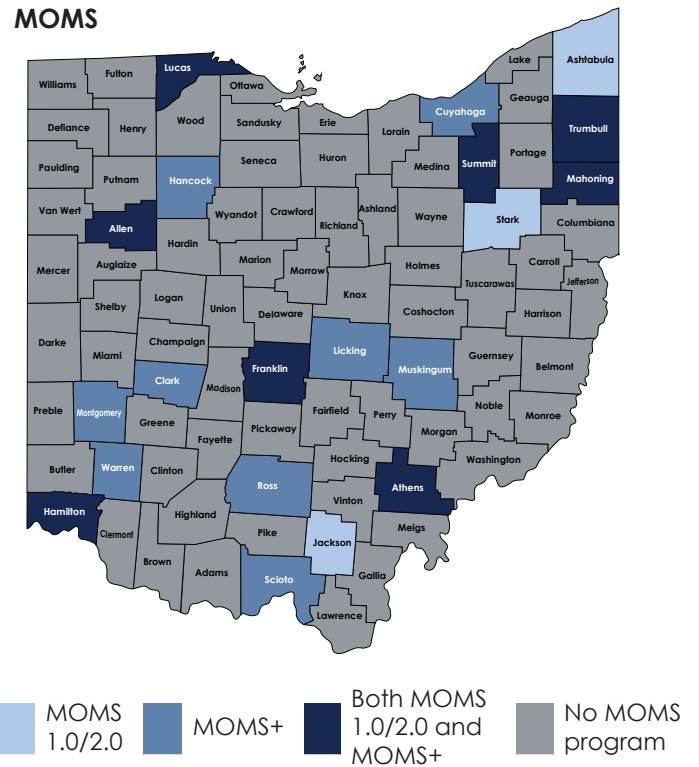 MOMS
Lake
Ashtabula
Lucas
Fulton
Williams
Ottawa
Geauga
Cuyahoga
Defiance
Henry
Wood
Sandusky
Erie
Lorain
Trumbull
Summit
Portage
Paulding
Putnam
Hancock
Seneca
Huron
Medina
Mahoning
Van Wert
Allen
Wyandot
Crawford
Richland
Ashland
Wayne
Stark
Columbiana
Hardin
Mercer
Auglaize
Marion
Morrow
Holmes
Tuscarawas
Carroll
Jefferson
Shelby
Logan
Union
Knox
Coshocton
Harrison
Delaware
Darke
Champaign
Miami
Franklin
Licking
Muskingum
Guernsey
Belmont
Clark
Madison
Preble
Montgomery
Greene
Fairfield
Perry
Noble
Monroe
Fayette
Pickaway
Morgan
Butler
Warren
Clinton
Hocking
Washington
Ross
Athens
Hamilton
Vinton
Highland
Clermont
Pike
Meigs
Jackson
Brown
Adams
Scioto
Gallia
Lawrence
MOMS
1.0/2.0
MOMS+
Both MOMS
1.0/2.0 and
MOMS+
No MOMS
program